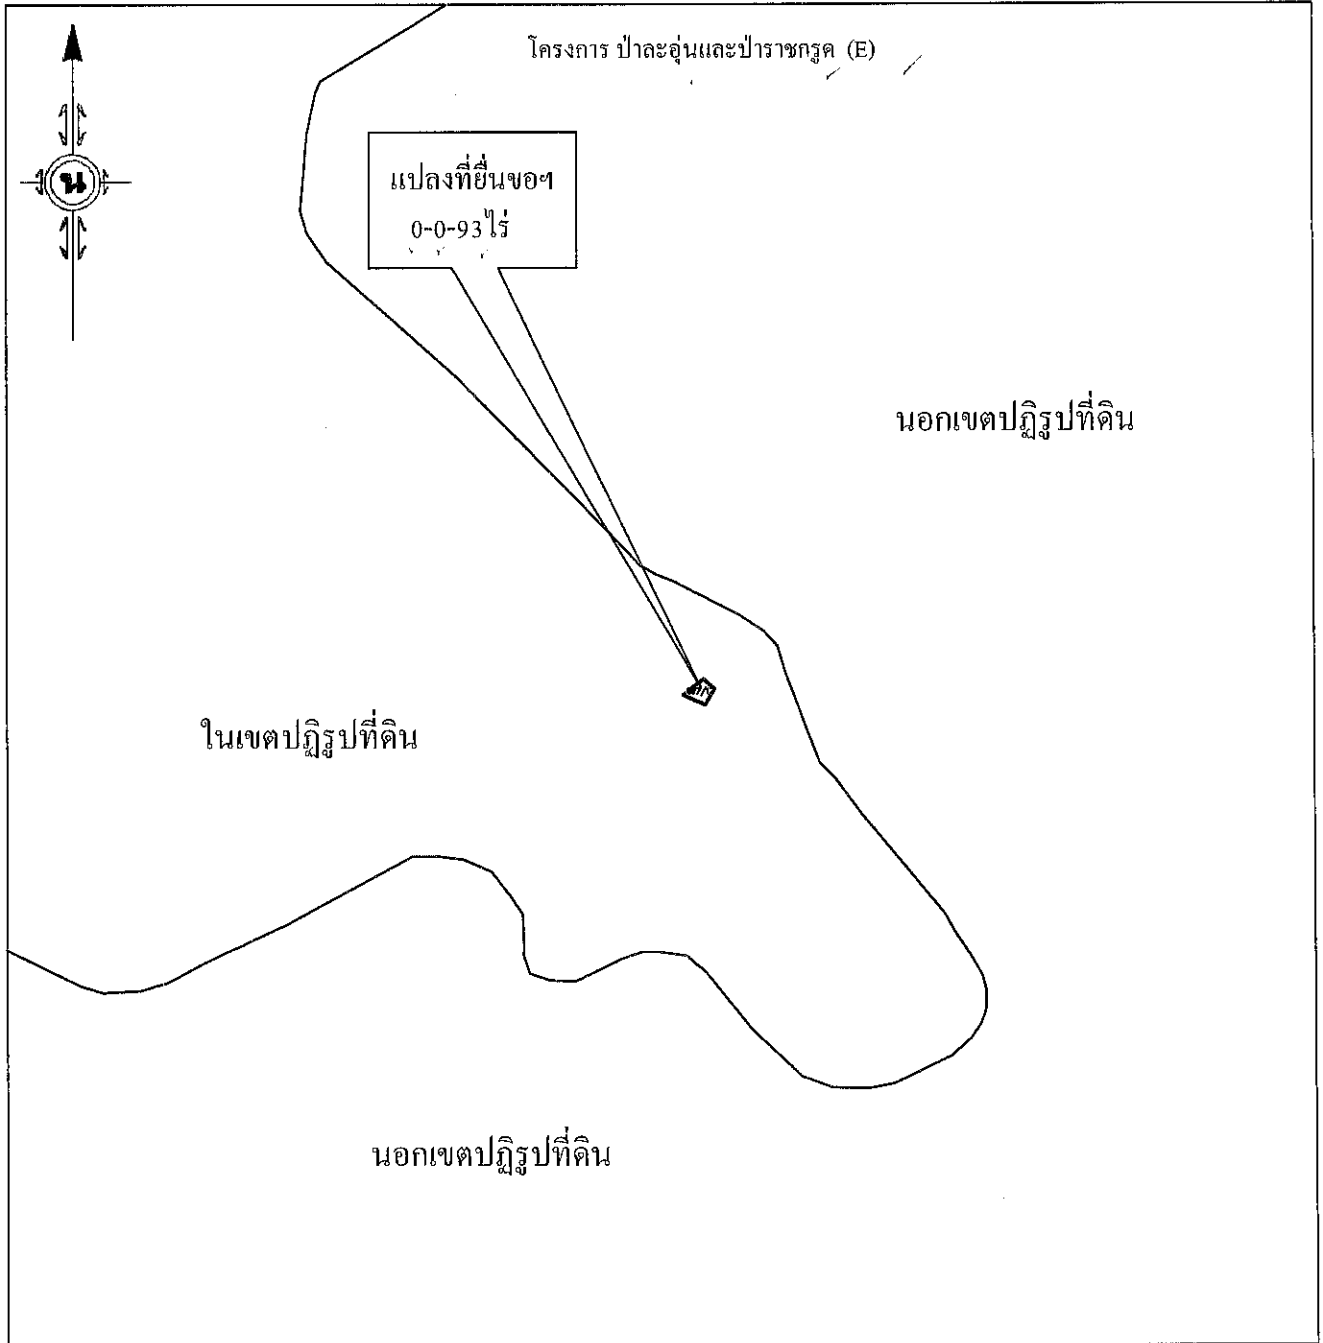 โครงการ ป่าละอุ่นและป่าราชกรูด (E)
น
แปลงที่ยื่นขอฯ
0-0-93ไร่
นอกเขตปฏิรูปที่ดิน
ในเขตปฏิรูปที่ดิน
นอกเขตปฏิรูปที่ดิน